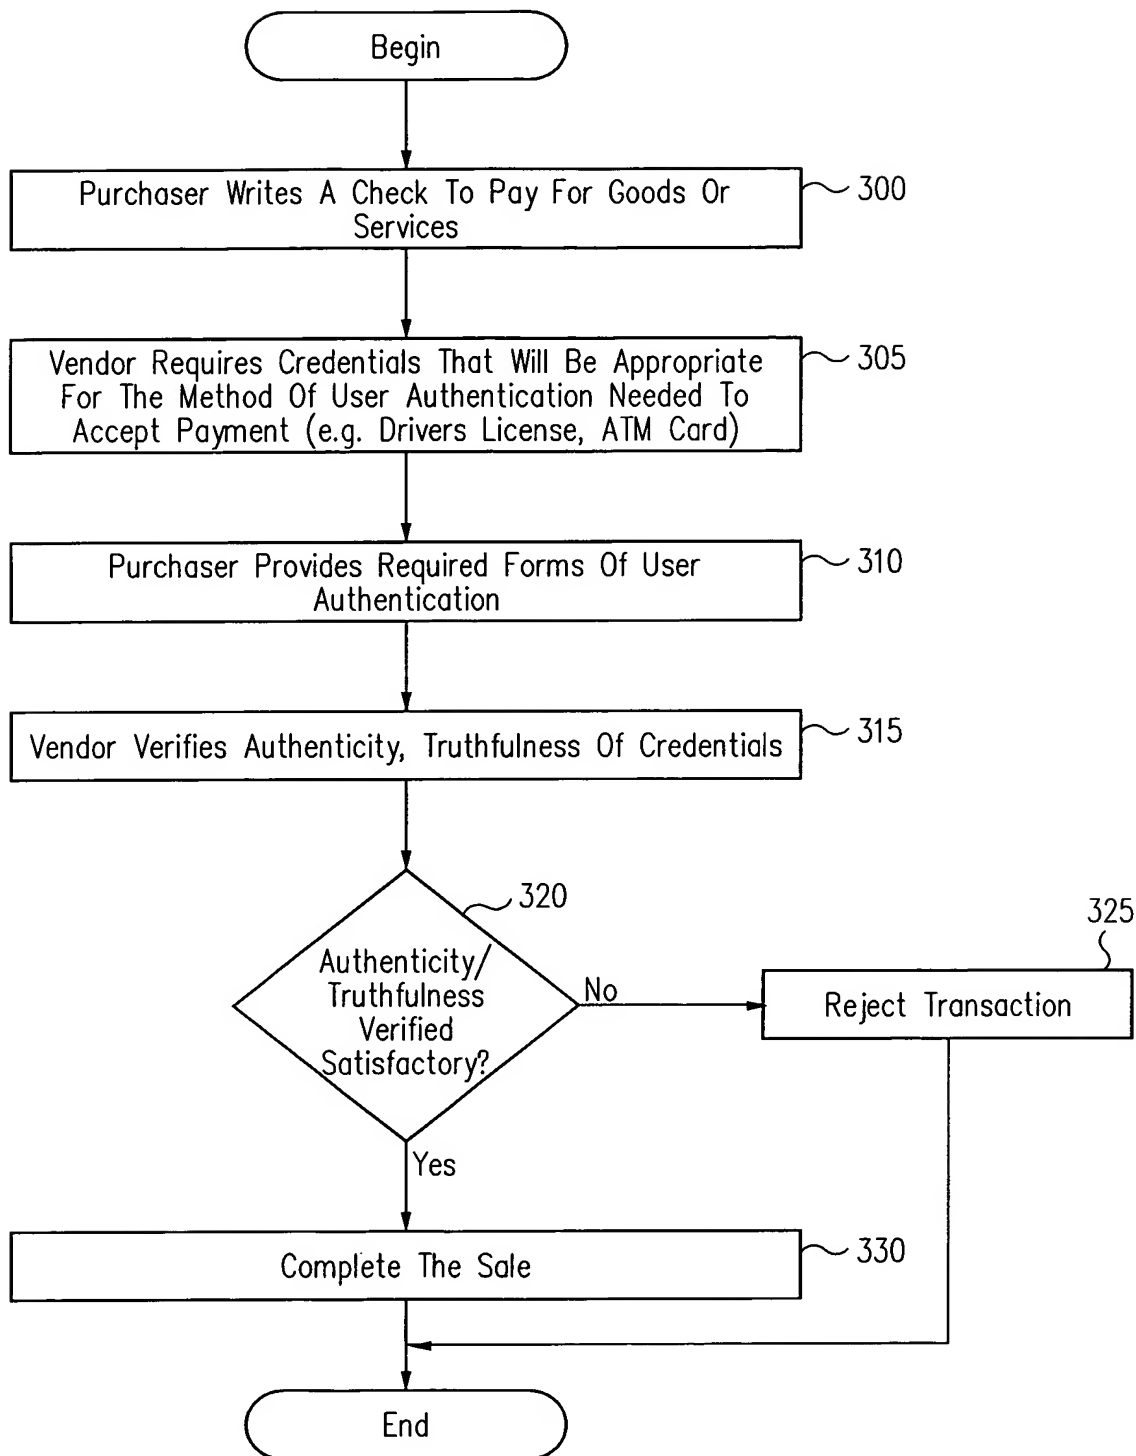 Begin
Purchaser Writes A Check To Pay For Goods Or
Services
300
Vendor Requires Credentials That Will Be Appropriate
For The Method Of User Authentication Needed To
Accept Payment (e.g. Drivers License, ATM Card)
305
Purchaser Provides Required Forms Of User
Authentication
310
Vendor Verifies Authenticity, Truthfulness Of Credentials
315
320
Authenticity/
Truthfulness
Verified
Satisfactory?
No
325
Reject Transaction
Yes
Complete The Sale
330
End